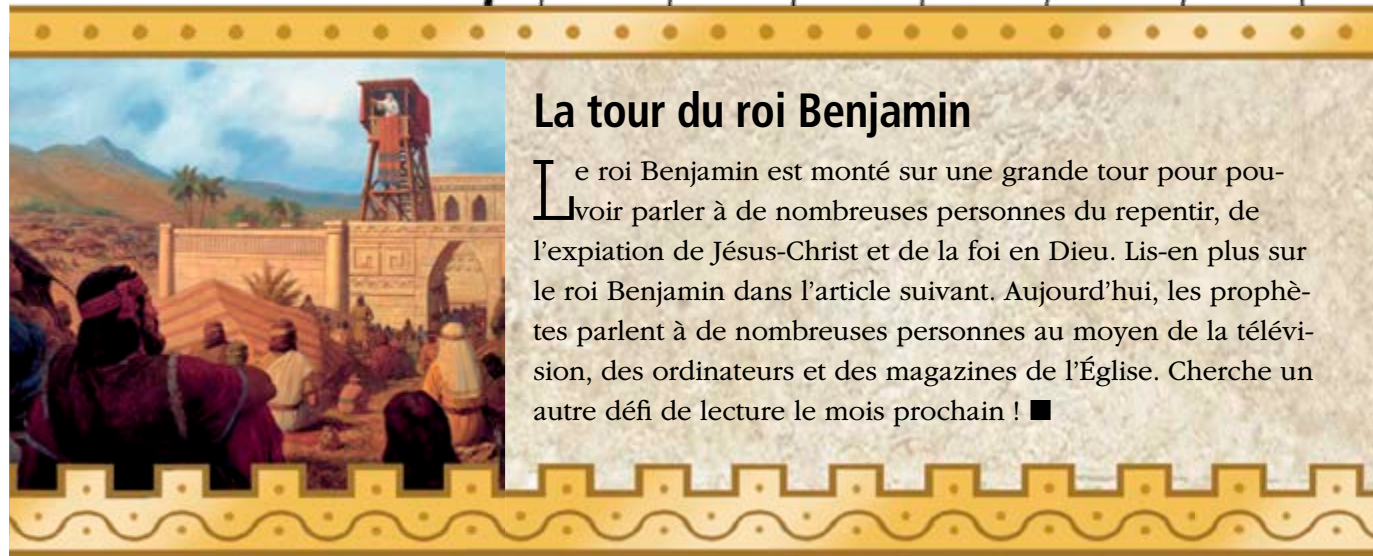 La tour du roi Benjamin
Le roi Benjamin est monté sur une grande tour pour pou-
voir parler à de nombreuses personnes du repentir, de
l'expiation de Jésus-Christ et de la foi en Dieu. Lis-en plus sur
le roi Benjamin dans l'article suivant. Aujourd'hui, les prophè-
tes parlent à de nombreuses personnes au moyen de la télévi-
sion, des ordinateurs et des magazines de l'Église. Cherche un
autre défi de lecture le mois prochain ! ■